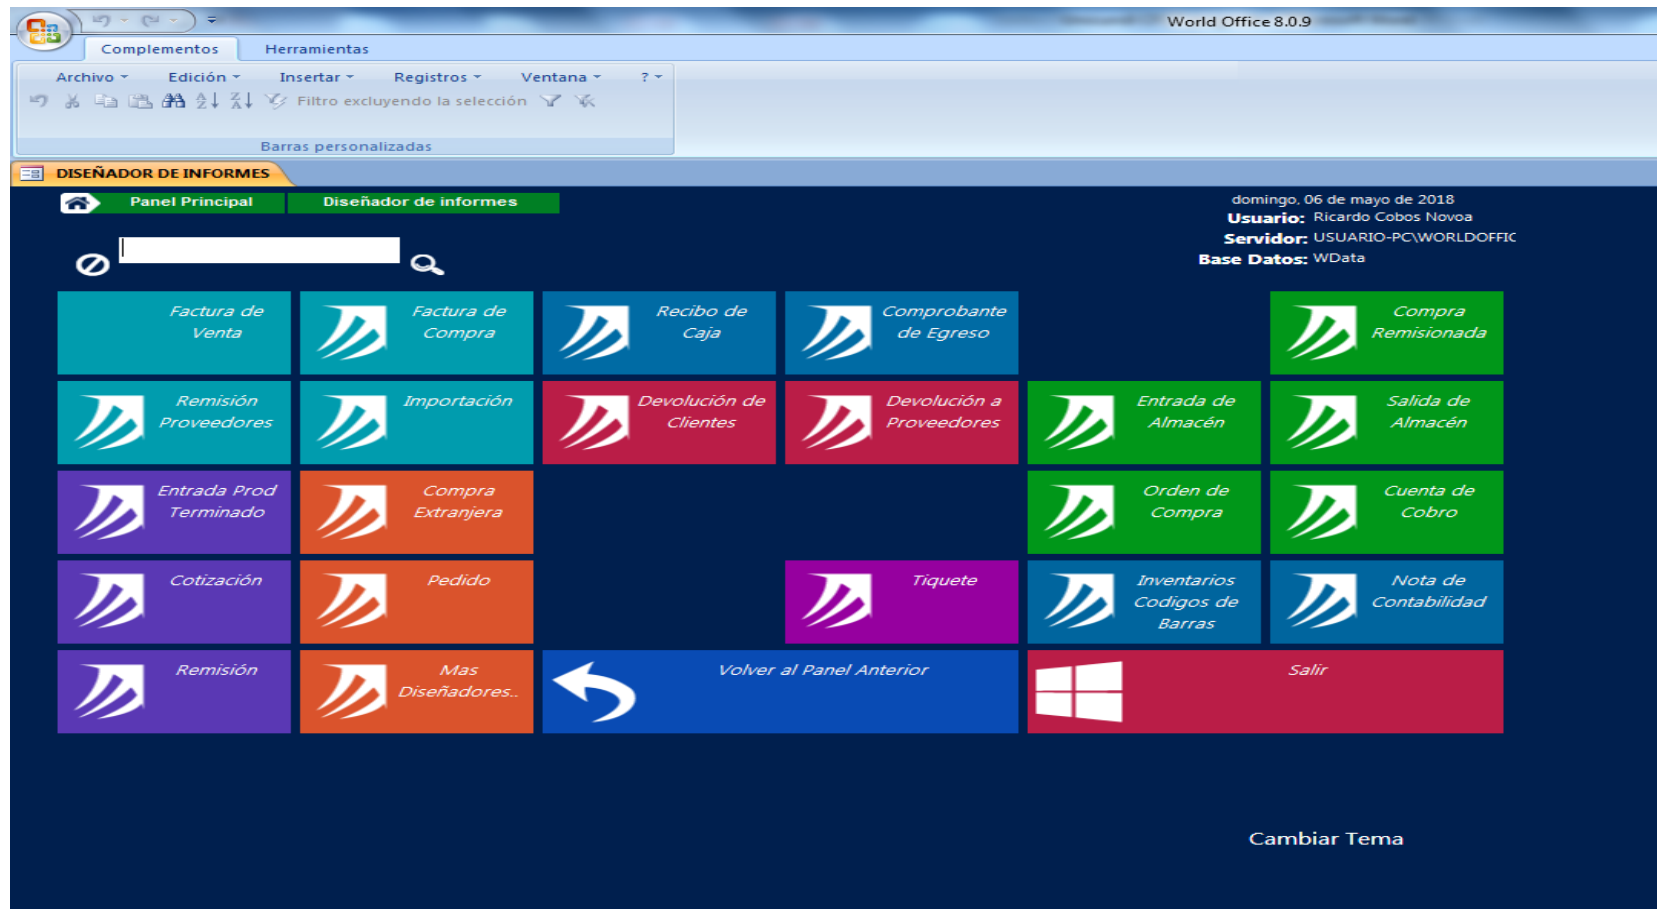 World Office 8.0.9
Complementos Herramientas
Archivo Edición Insertar Registros Ventana ?
Filtro excluyendo la selección
Barras personalizadas
DISEÑADOR DE INFORMES
Panel Principal Diseñador de informes
domingo, 06 de mayo de 2018
Usuario: Ricardo Cobos Novoa
Servidor: USUARIO-PC\WORLDOFFIC
Base Datos: WData
Factura de
Venta
Factura de
Compra
Recibo de
Caja
Comprobante
de Egreso
Compra
Remisionada
Remisión
Proveedores
Importación
Devolución de
Clientes
Devolución a
Proveedores
Entrada de
Almacén
Salida de
Almacén
Entrada Prod
Terminado
Compra
Extranjera
Orden de
Compra
Cuenta de
Cobro
Cotización
Pedido
Tiquete
Inventarios
Codigos de
Barras
Nota de
Contabilidad
Remisión
Mas
Diseñadores..
Volver al Panel Anterior
Salir
Cambiar Tema